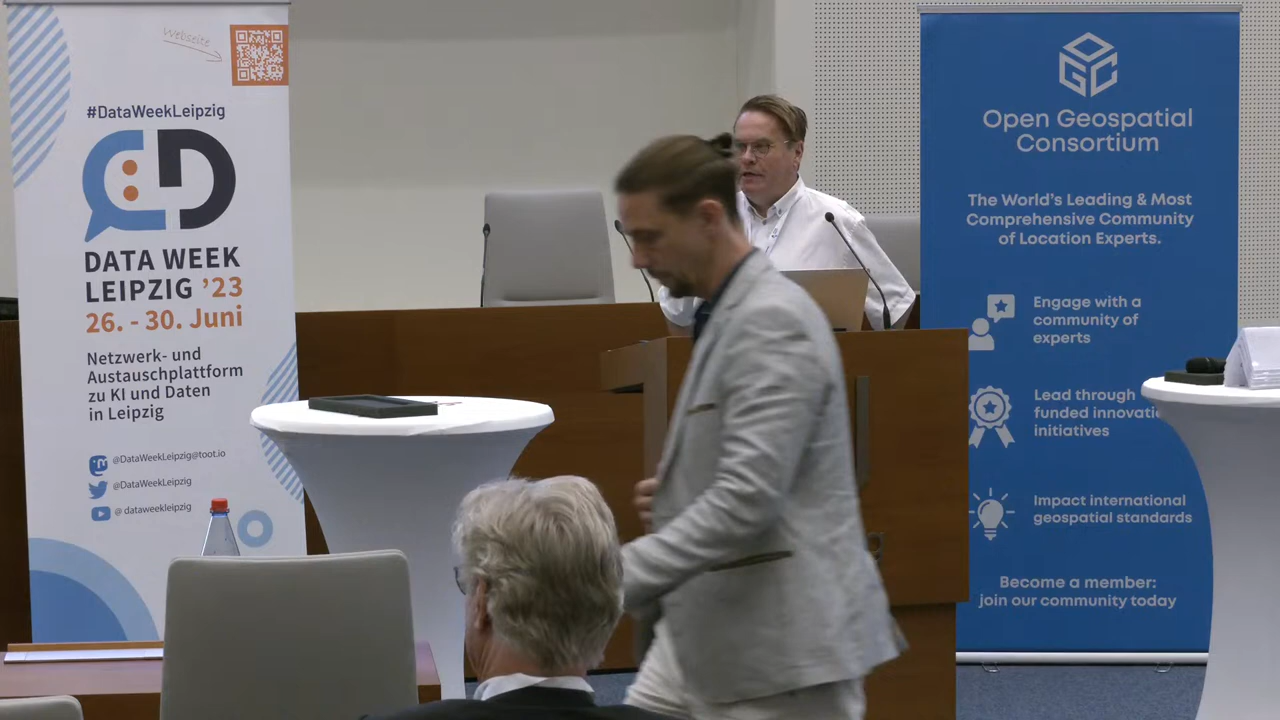 Webseite
#DataWeekLeipzig
DATA WEEK
LEIPZIG '23
26. - 30. Juni
Netzwerk- und
Austauschplattform
zu KI und Daten
in Leipzig
@DataWeekLeipzig@toot.io
@DataWeekLeipzig
@ dataweekleipzig
OGC
Open Geospatial
Consortium
The World's Leading & Most
Comprehensive Community
of Location Experts.
Engage with a
community of
experts
Lead through
funded innovati
initiatives
Impact international
geospatial standards
Become a member:
join our community today